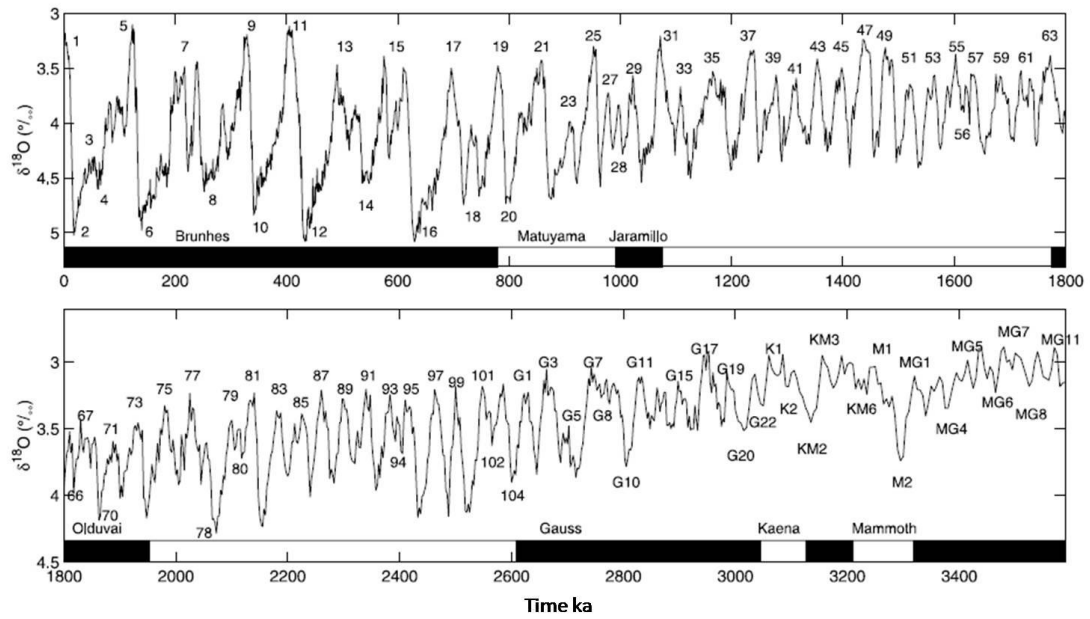 1 5 7 9 11 13 15 17 19 21 25 31 35 37 43 45 47 49 55 57 59 61 63
3 23 27 29 33 39 41 51 53
2 4 6 8 10 12 14 16 18 20 28 56
3.5
4
4.5
5
δ18O (°/oo)
Brunhes Matuyama Jaramillo
0 200 400 600 800 1000 1200 1400 1600 1800
67 71 73 75 77 79 81 83 85 87 89 91 93 95 97 99 101 G1 G3 G7 G11 G15 G17 G19 K1 KM3 M1 MG1 MG5 MG7 MG11
66 70 78 80 94 102 104 G5 G8 G10 G20 G22 K2 KM2 KM6 M2 MG4 MG6 MG8
3
3.5
4
4.5
δ18O (°/oo)
Olduvai Gauss Kaena Mammoth
1800 2000 2200 2400 2600 2800 3000 3200 3400
Time ka